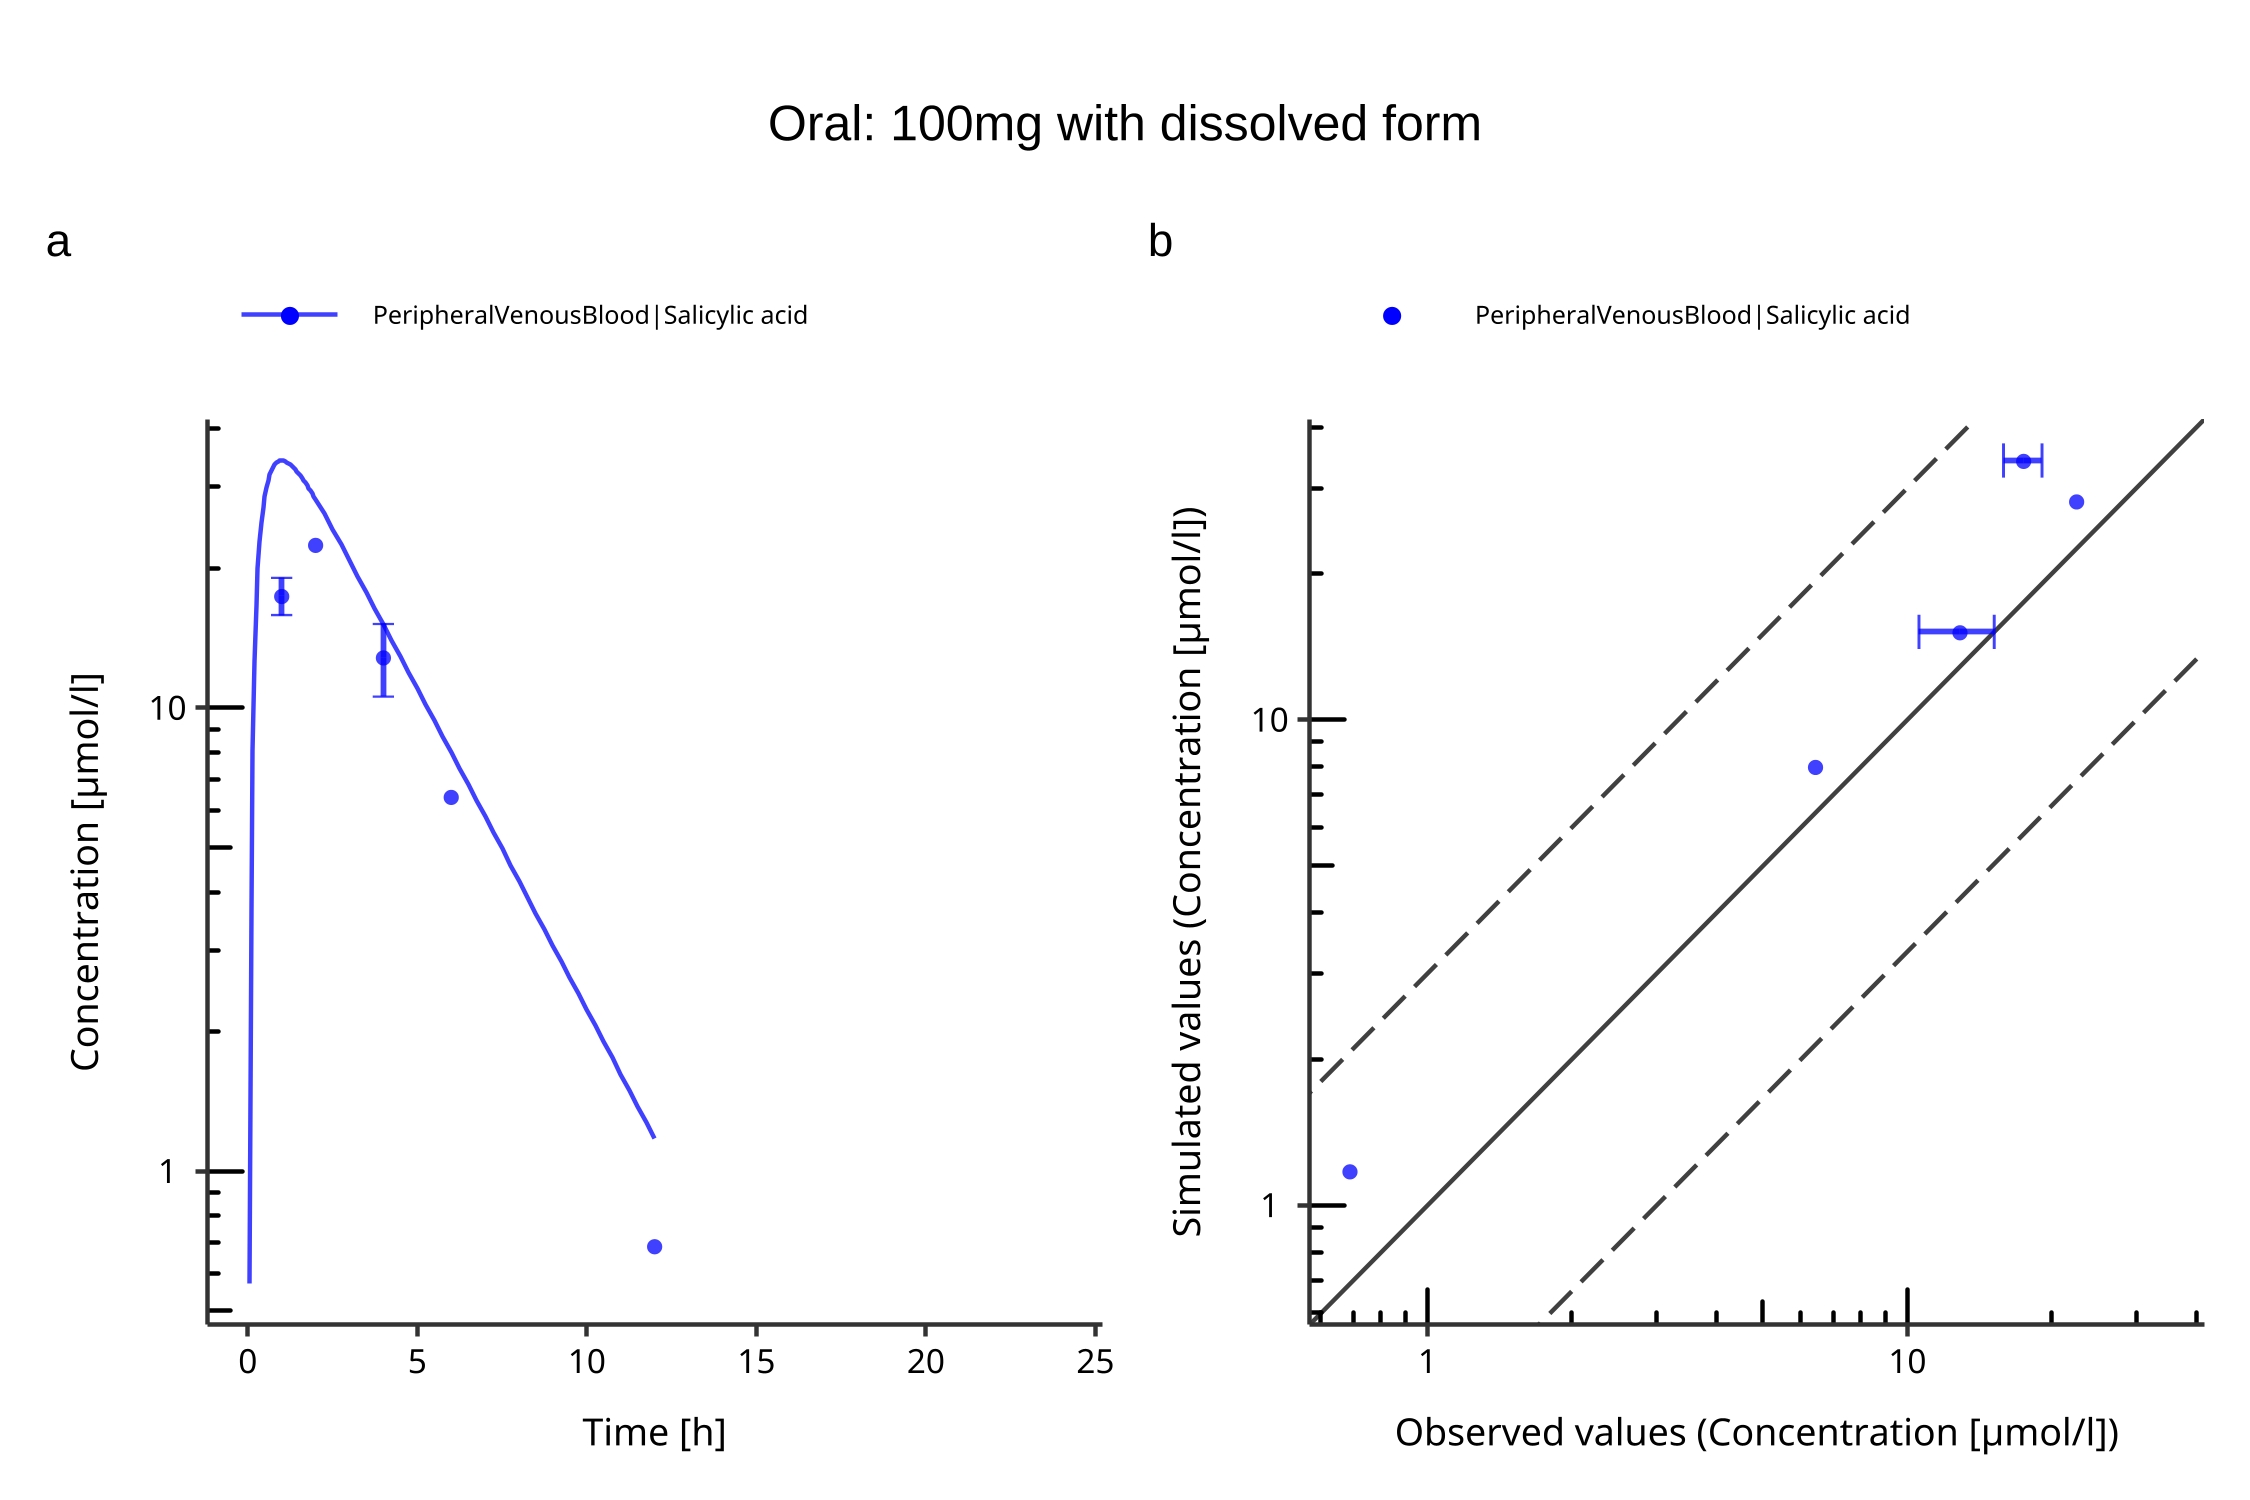 Oral: 100mg with dissolved form
a
PeripheralVenousBlood|Salicylic acid
Concentration [µmol/l]
10
1
0 5 10 15 20 25
Time [h]
b
PeripheralVenousBlood|Salicylic acid
Simulated values (Concentration [µmol/l])
10
1
1 10
Observed values (Concentration [µmol/l])